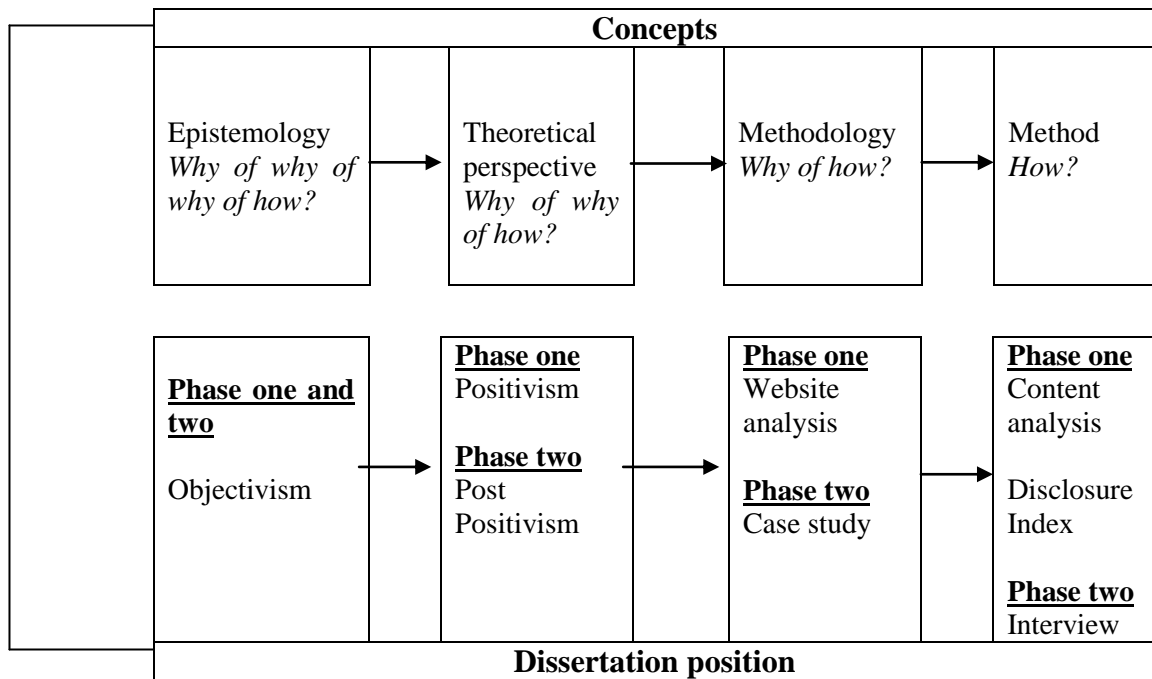 Concepts
Epistemology
Why of why of
why of how?
Theoretical
perspective
Why of why
of how?
Methodology
Why of how?
Method
How?
Phase one and
two
Objectivism
Phase one
Positivism
Phase two
Post
Positivism
Phase one
Website
analysis
Phase two
Case study
Phase one
Content
analysis
Disclosure
Index
Phase two
Interview
Dissertation position